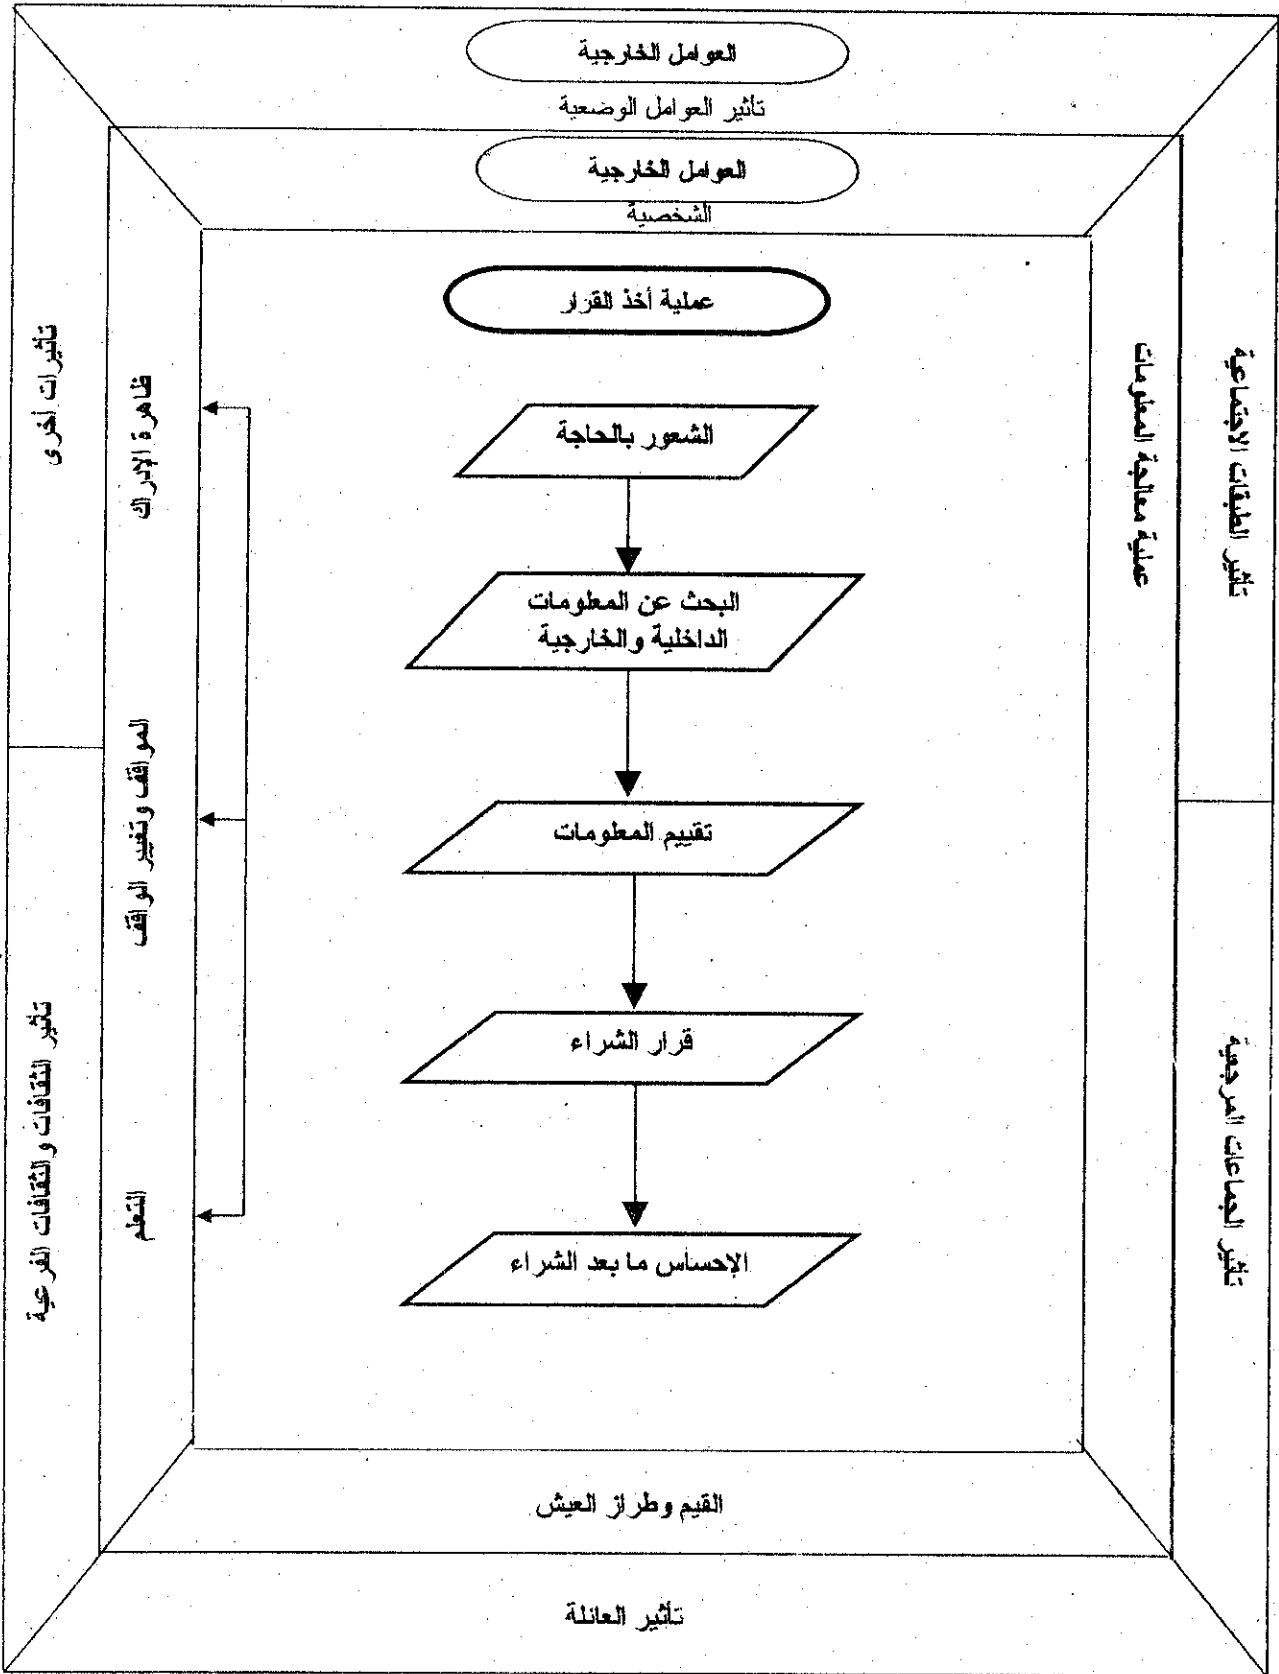 العوامل الخارجية
تأثير العوامل الوضعية
العوامل الخارجية
الشخصية
عملية أخذ القرار
الشعور بالحاجة
البحث عن المعلومات
الداخلية والخارجية
تقييم المعلومات
قرار الشراء
الإحساس ما بعد الشراء
القيم وطراز العيش
تأثير العائلة
عملية معالجة المعلومات
تأثير الطبقات الاجتماعية
تأثير الجماعات المرجعية
ظاهرة الإدراك
المواقف وتغيير الواقف
التعلم
تأثيرات أخرى
تأثير الثقافات والثقافات الفرعية